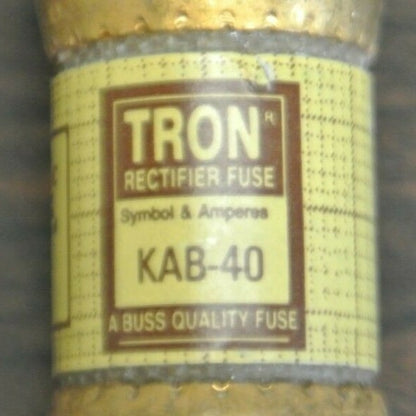 TRON®
RECTIFIER FUSE
Symbol & Amperes
KAB-40
A BUSS QUALITY FUSE